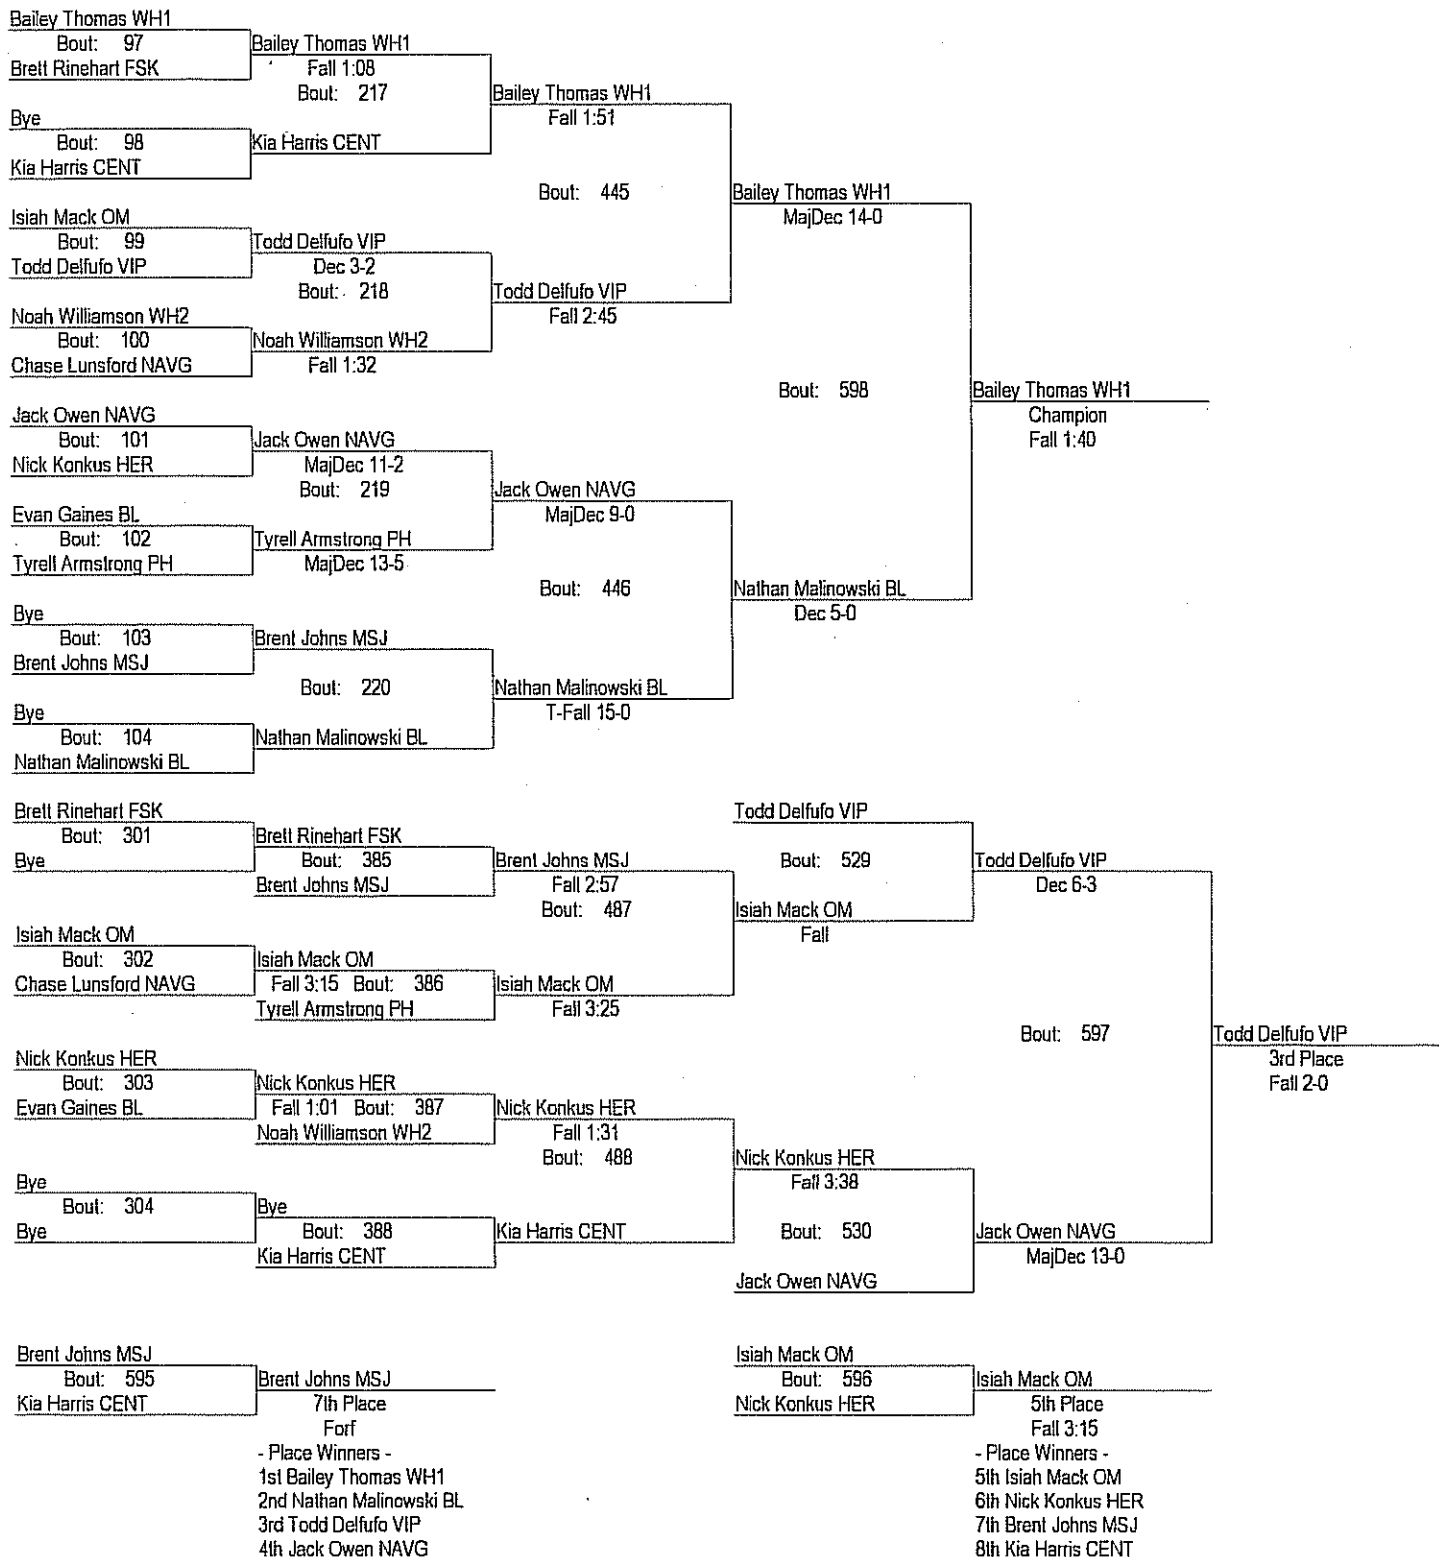 Bailey Thomas WH1
Bout: 97
Brett Rinehart FSK
Bailey Thomas WH1
Fall 1:08
Bout: 217
Bye
Bout: 98
Kia Harris CENT
Kia Harris CENT
Bailey Thomas WH1
Fall 1:51
Bout: 445
Isiah Mack OM
Bout: 99
Todd Delfufo VIP
Todd Delfufo VIP
Dec 3-2
Bout: 218
Noah Williamson WH2
Bout: 100
Chase Lunsford NAVG
Noah Williamson WH2
Fall 1:32
Todd Delfufo VIP
Fall 2:45
Bailey Thomas WH1
MajDec 14-0
Bout: 598
Jack Owen NAVG
Bout: 101
Nick Konkus HER
Jack Owen NAVG
MajDec 11-2
Bout: 219
Evan Gaines BL
Bout: 102
Tyrell Armstrong PH
Tyrell Armstrong PH
MajDec 13-5
Jack Owen NAVG
MajDec 9-0
Bout: 446
Bye
Bout: 103
Brent Johns MSJ
Brent Johns MSJ
Bout: 220
Bye
Bout: 104
Nathan Malinowski BL
Nathan Malinowski BL
Nathan Malinowski BL
T-Fall 15-0
Nathan Malinowski BL
Dec 5-0
Bailey Thomas WH1
Champion
Fall 1:40
Brett Rinehart FSK
Bout: 301
Bye
Brett Rinehart FSK
Bout: 385
Brent Johns MSJ
Brent Johns MSJ
Fall 2:57
Bout: 487
Isiah Mack OM
Bout: 302
Chase Lunsford NAVG
Isiah Mack OM
Fall 3:15 Bout: 386
Tyrell Armstrong PH
Isiah Mack OM
Fall 3:25
Todd Delfufo VIP
Bout: 529
Isiah Mack OM
Fall
Todd Delfufo VIP
Dec 6-3
Bout: 597
Nick Konkus HER
Bout: 303
Evan Gaines BL
Nick Konkus HER
Fall 1:01 Bout: 387
Noah Williamson WH2
Nick Konkus HER
Fall 1:31
Bout: 488
Bye
Bout: 304
Bye
Bye
Bout: 388
Kia Harris CENT
Kia Harris CENT
Nick Konkus HER
Fall 3:38
Bout: 530
Jack Owen NAVG
Jack Owen NAVG
MajDec 13-0
Todd Delfufo VIP
3rd Place
Fall 2-0
Brent Johns MSJ
Bout: 595
Kia Harris CENT
Brent Johns MSJ
7th Place
Forf
- Place Winners -
1st Bailey Thomas WH1
2nd Nathan Malinowski BL
3rd Todd Delfufo VIP
4th Jack Owen NAVG
Isiah Mack OM
Bout: 596
Nick Konkus HER
Isiah Mack OM
5th Place
Fall 3:15
- Place Winners -
5th Isiah Mack OM
6th Nick Konkus HER
7th Brent Johns MSJ
8th Kia Harris CENT